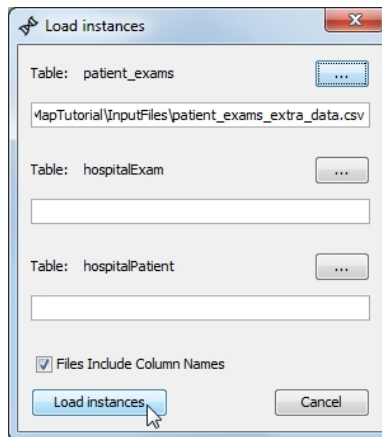 Load instances
X
Table: patient_exams
...
MapTutorial\InputFiles\patient_exams_extra_data.csv
Table: hospitalExam
...
Table: hospitalPatient
...
Files Include Column Names
Load instances
Cancel